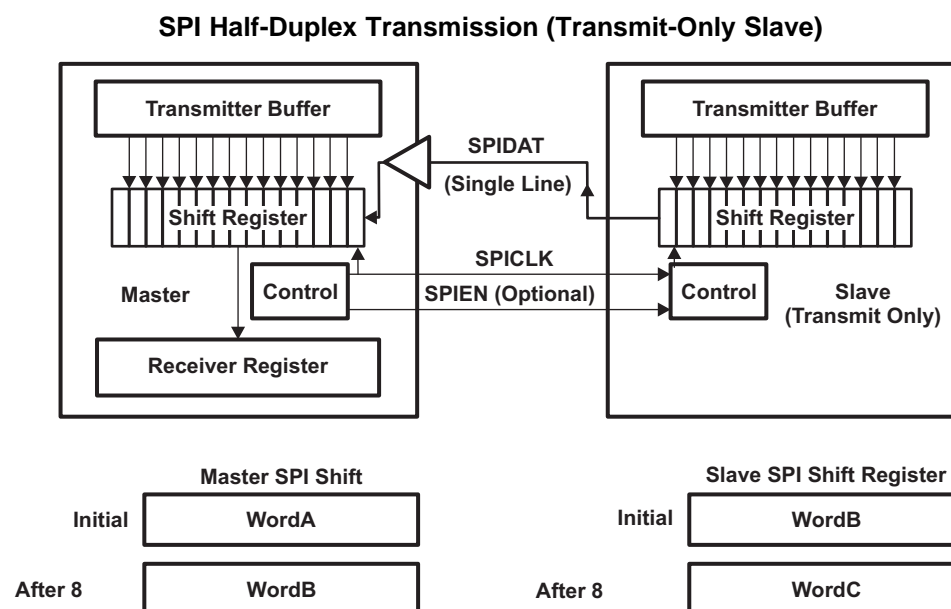 SPI Half-Duplex Transmission (Transmit-Only Slave)
Transmitter Buffer
Transmitter Buffer
SPIDAT
(Single Line)
Shift Register
Shift Register
SPICLK
Master
Control
SPIEN (Optional)
Control
Slave
(Transmit Only)
Receiver Register
Master SPI Shift
Slave SPI Shift Register
Initial
WordA
Initial
WordB
After 8
WordB
After 8
WordC